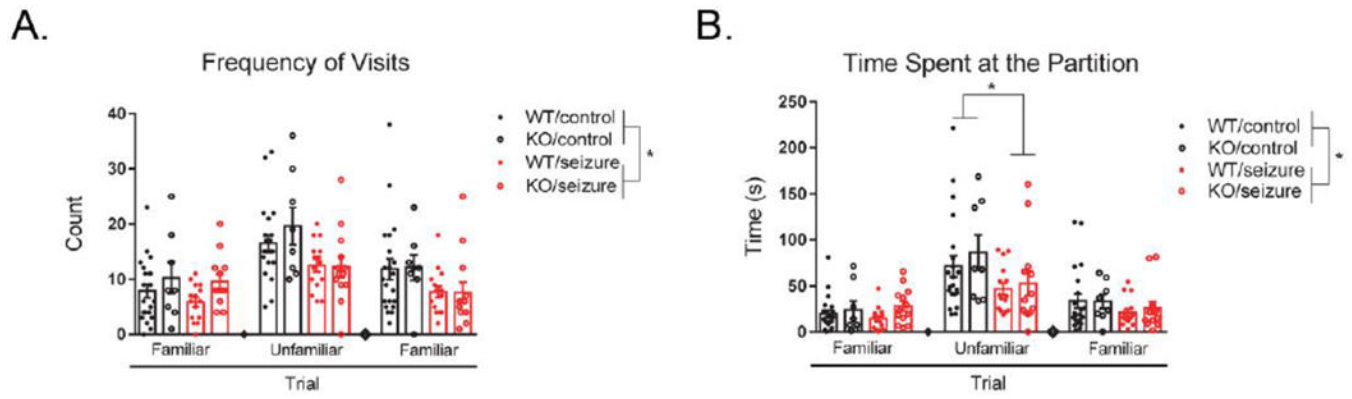 A.
Frequency of Visits
40
30
20
10
0
Count
Familiar
Unfamiliar
Familiar
Trial
WT/control
KO/control
WT/seizure
KO/seizure
*
B.
Time Spent at the Partition
250
200
150
100
50
0
Time (s)
*
Familiar
Unfamiliar
Familiar
Trial
WT/control
KO/control
WT/seizure
KO/seizure
*